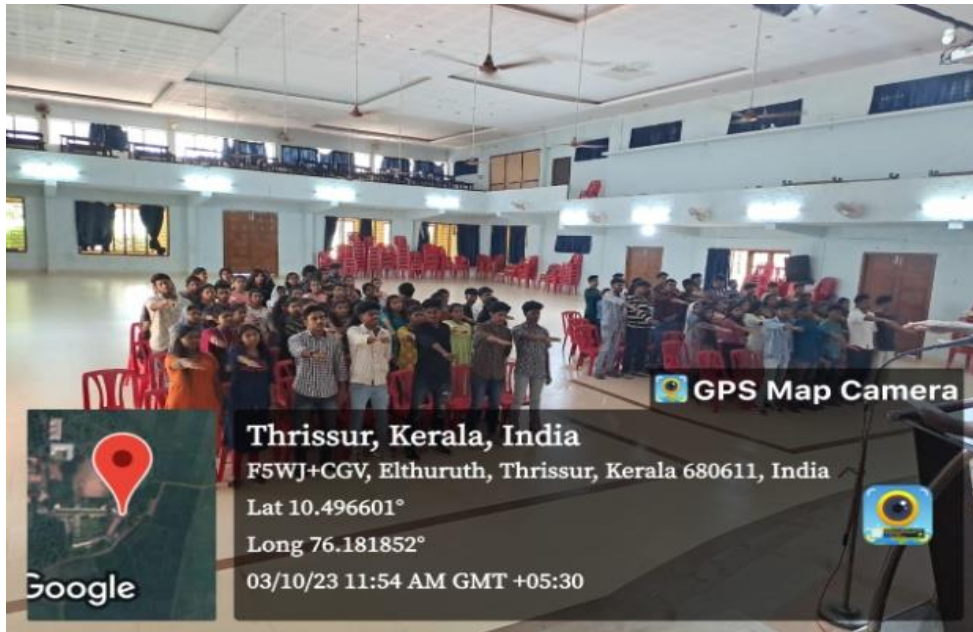 GPS Map Camera
Thrissur, Kerala, India
F5WJ+CGV, Elthuruth, Thrissur, Kerala 680611, India
Lat 10.496601°
Long 76.181852°
03/10/23 11:54 AM GMT +05:30
Google